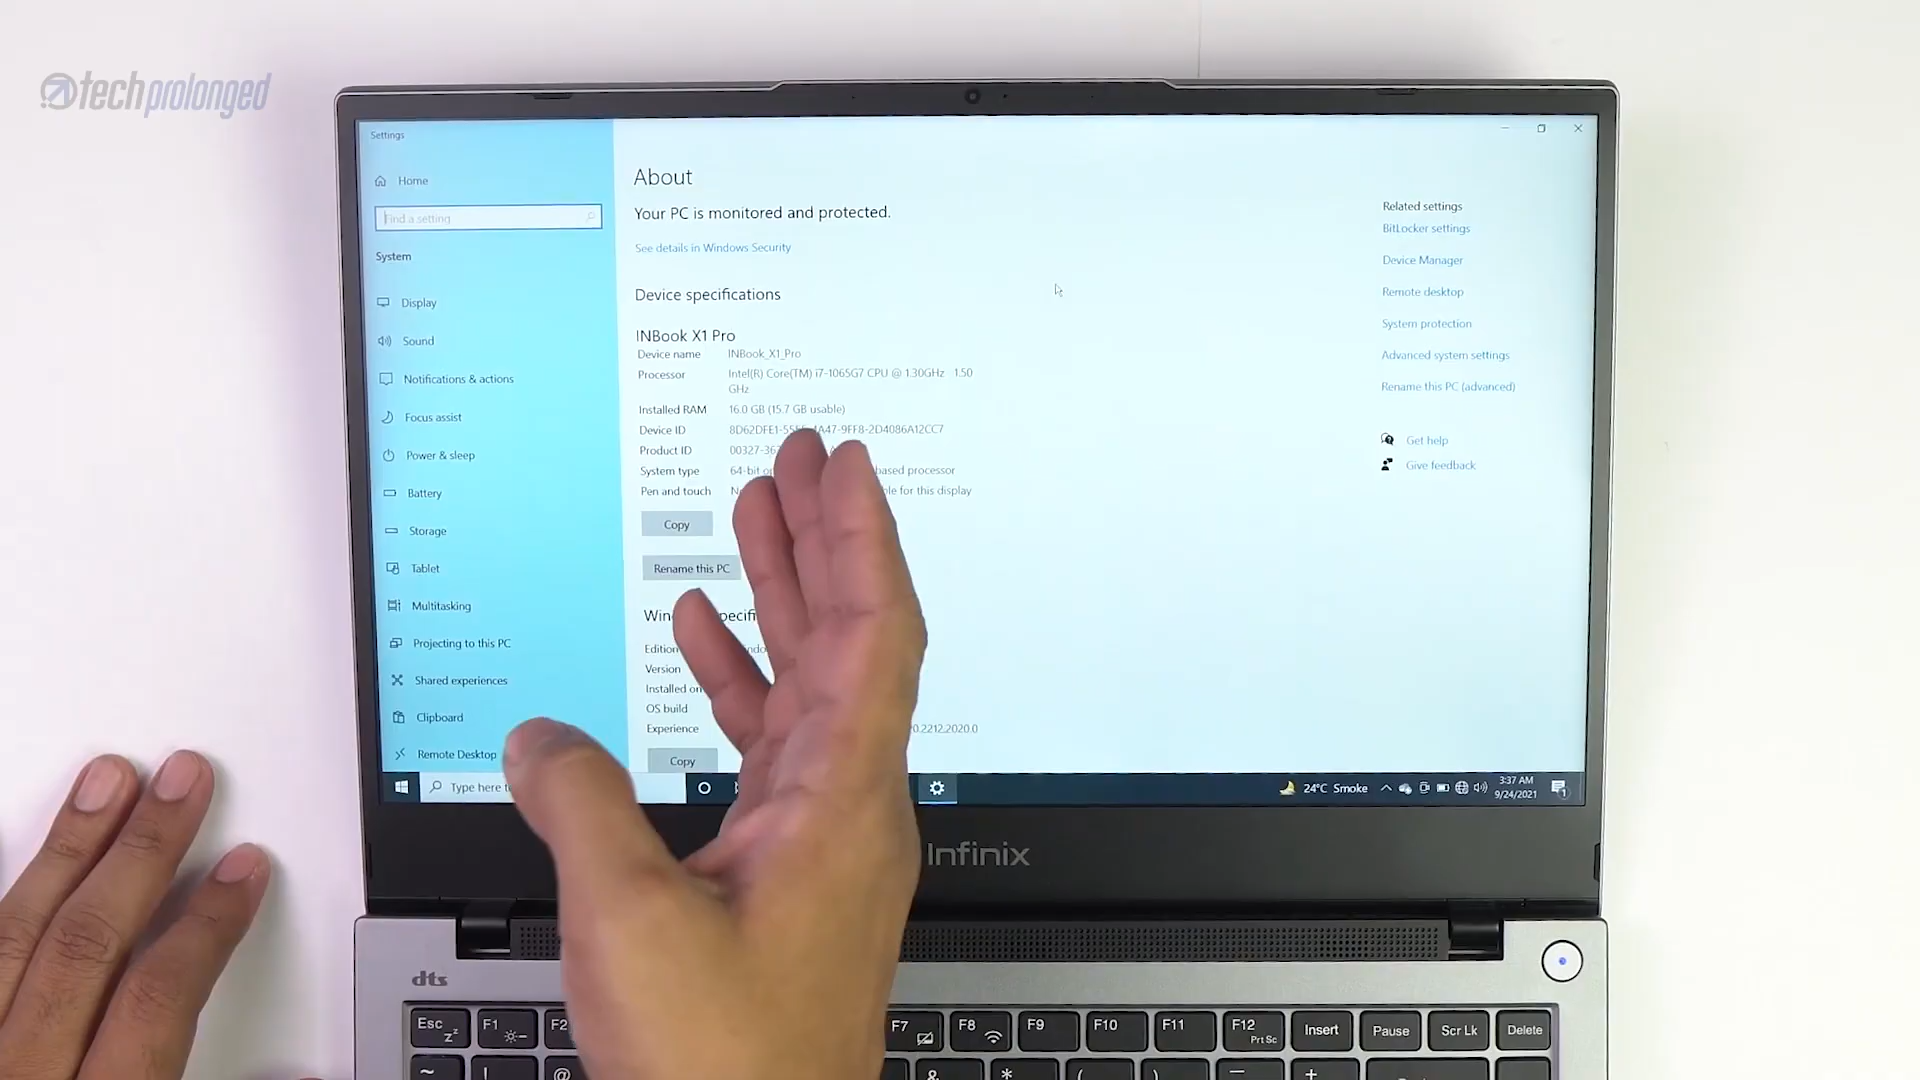 techprolonged
Settings
Home
Find a setting
System
Display
Sound
Notifications & actions
Focus assist
Power & sleep
Battery
Storage
Tablet
Multitasking
Projecting to this PC
Shared experiences
Clipboard
Remote Desktop
About
Your PC is monitored and protected.
See details in Windows Security
Device specifications
INBook X1 Pro
Device name INBook_X1_Pro
Processor Intel(R) Core(TM) i7-1065G7 CPU @ 1.30GHz 1.50
GHz
Installed RAM 16.0 GB (15.7 GB usable)
Device ID
Product ID
System type 64-bit based processor
Pen and touch for this display
Copy
Rename this PC
Edition
Version
Installed on
OS build
Experience
Copy
Related settings
BitLocker settings
Device Manager
Remote desktop
System protection
Advanced system settings
Rename this PC (advanced)
Get help
Give feedback
Type here
24°C Smoke
3:37 AM
9/24/2021
Infinix
dts
Esc F1 F2 F7 F8 F9 F10 F11 F12 Insert Pause Scr Lk Delete
Prt Sc
~ ! @ & * ( ) — +